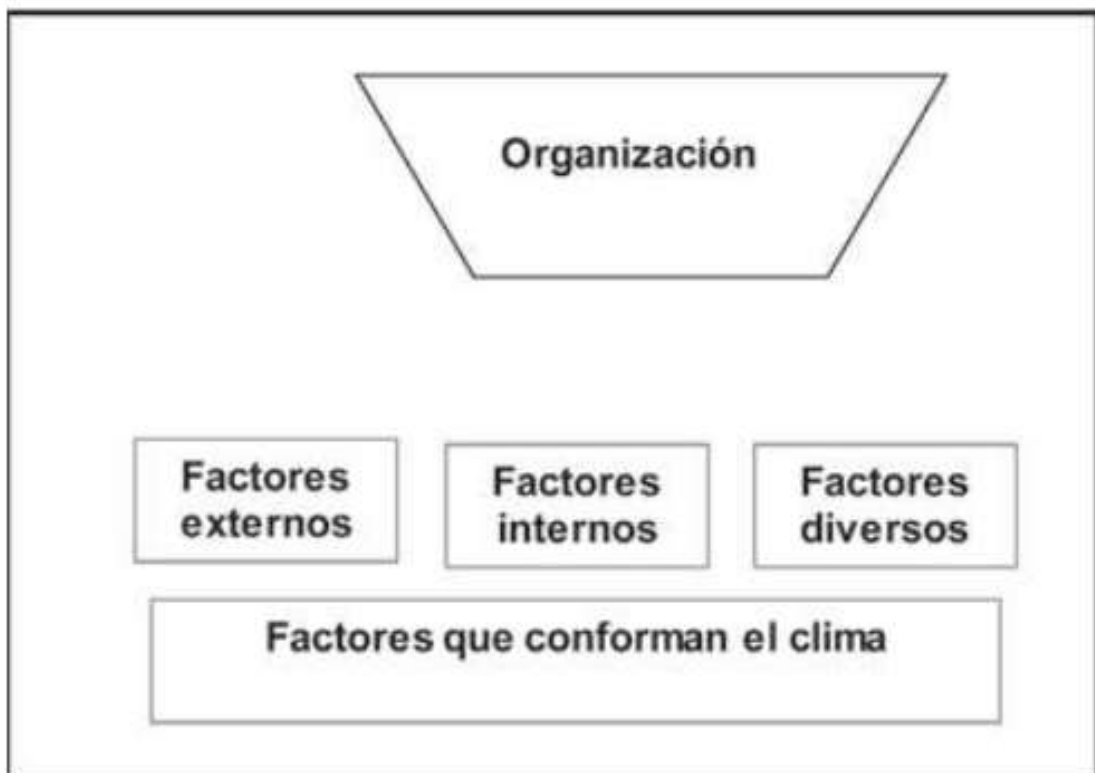 Organización
Factores
externos
Factores
internos
Factores
diversos
Factores que conforman el clima